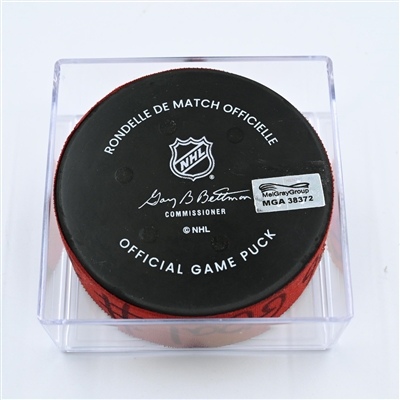 RONDELLE DE MATCH OFFICIELLE
NHL
Gary B Bettman
COMMISSIONER
© NHL
MeiGrayGroup
MGA 38372
OFFICIAL GAME PUCK